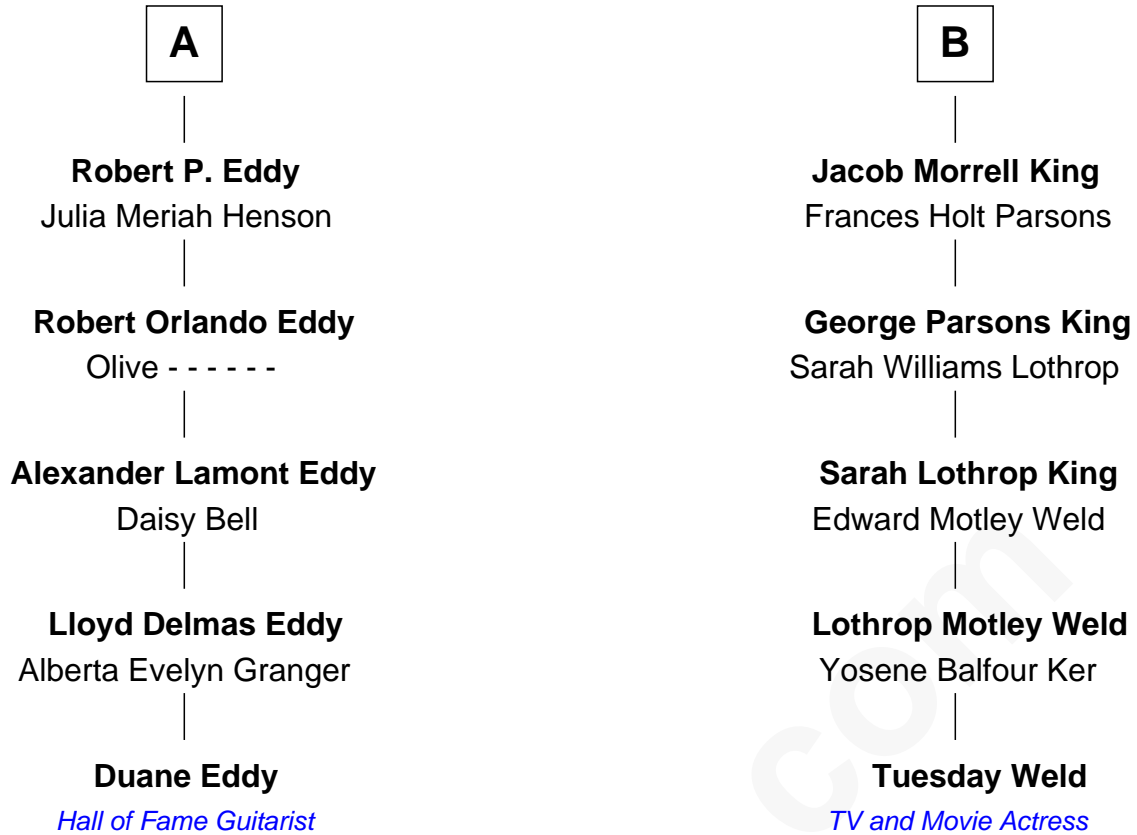 A
B
Robert P. Eddy
Julia Meriah Henson
Jacob Morrell King
Frances Holt Parsons
Robert Orlando Eddy
Olive - - - - - -
George Parsons King
Sarah Williams Lothrop
Alexander Lamont Eddy
Daisy Bell
Sarah Lothrop King
Edward Motley Weld
Lloyd Delmas Eddy
Alberta Evelyn Granger
Lothrop Motley Weld
Yosene Balfour Ker
Duane Eddy
Hall of Fame Guitarist
Tuesday Weld
TV and Movie Actress
com